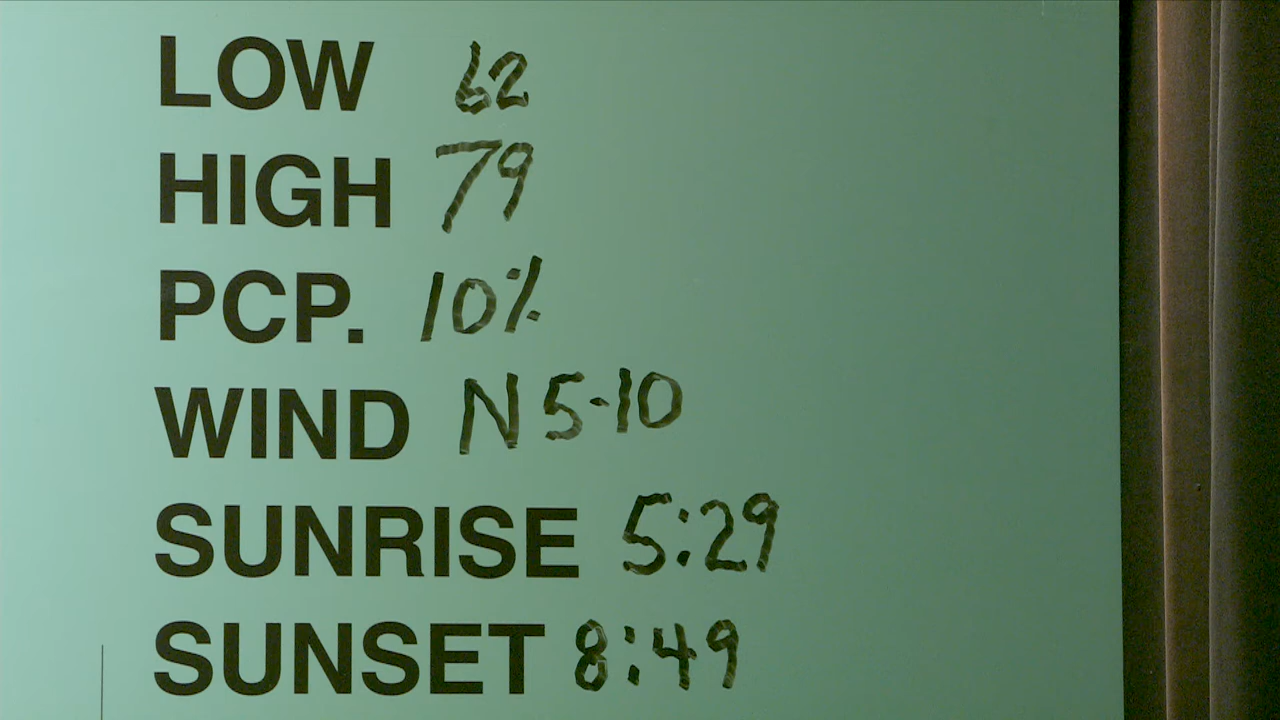 LOW 62
HIGH 79
PCP. 10%
WIND N 5-10
SUNRISE 5:29
SUNSET 8:49